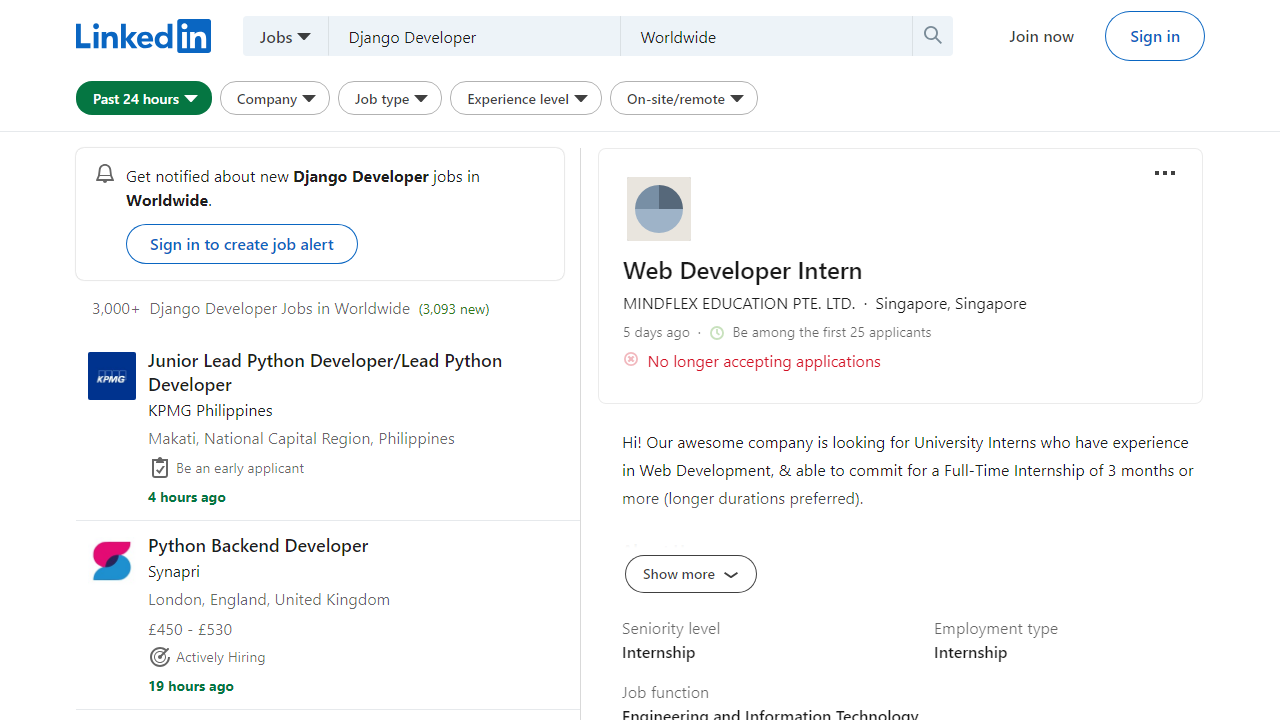 LinkedIn
Jobs
Django Developer
Worldwide
Join now
Sign in
Past 24 hours
Company
Job type
Experience level
On-site/remote
Get notified about new Django Developer jobs in
Worldwide.
Sign in to create job alert
3,000+ Django Developer Jobs in Worldwide (3,093 new)
KPMG
Junior Lead Python Developer/Lead Python
Developer
KPMG Philippines
Makati, National Capital Region, Philippines
Be an early applicant
4 hours ago
Python Backend Developer
Synapri
London, England, United Kingdom
£450 - £530
Actively Hiring
19 hours ago
Web Developer Intern
MINDFLEX EDUCATION PTE. LTD. · Singapore, Singapore
5 days ago · Be among the first 25 applicants
No longer accepting applications
Hi! Our awesome company is looking for University Interns who have experience
in Web Development, & able to commit for a Full-Time Internship of 3 months or
more (longer durations preferred).
Show more
Seniority level
Internship
Employment type
Internship
Job function
Engineering and Information Technology